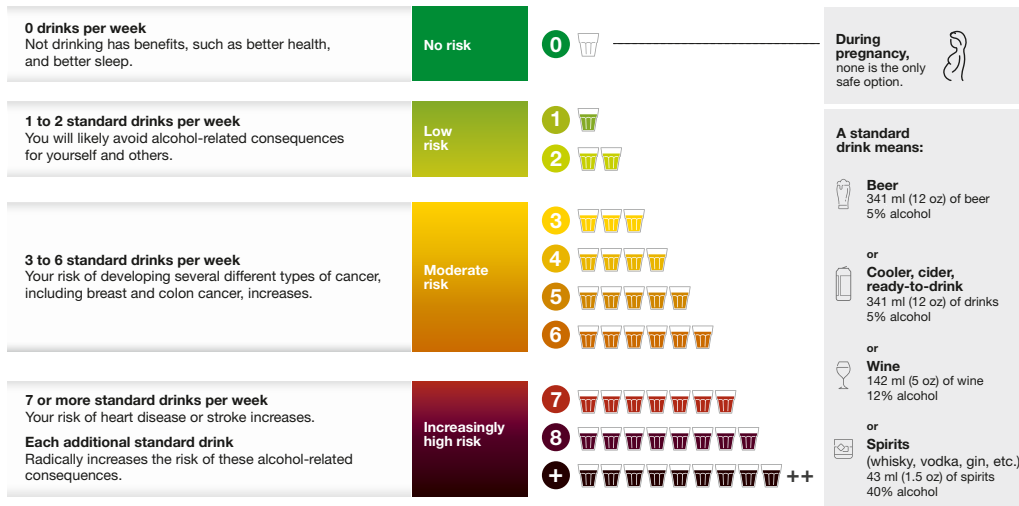 0 drinks per week
Not drinking has benefits, such as better health,
and better sleep.
No risk
0
During
pregnancy,
none is the only
safe option.
1 to 2 standard drinks per week
You will likely avoid alcohol-related consequences
for yourself and others.
Low
risk
1
2
3 to 6 standard drinks per week
Your risk of developing several different types of cancer,
including breast and colon cancer, increases.
Moderate
risk
3
4
5
6
7 or more standard drinks per week
Your risk of heart disease or stroke increases.
Each additional standard drink
Radically increases the risk of these alcohol-related
consequences.
Increasingly
high risk
7
8
+
++
A standard
drink means:
Beer
341 ml (12 oz) of beer
5% alcohol
or
Cooler, cider,
ready-to-drink
341 ml (12 oz) of drinks
5% alcohol
or
Wine
142 ml (5 oz) of wine
12% alcohol
or
Spirits
(whisky, vodka, gin, etc.)
43 ml (1.5 oz) of spirits
40% alcohol